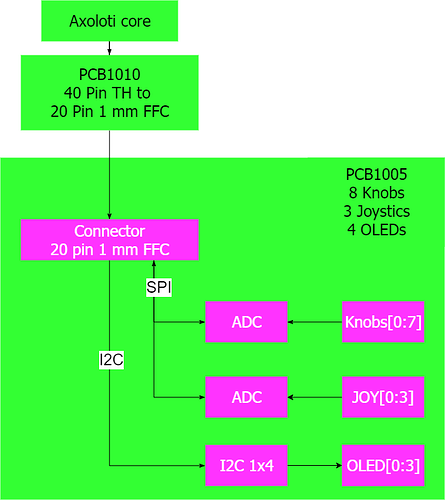 Axoloti core
PCB1010
40 Pin TH to
20 Pin 1 mm FFC
PCB1005
8 Knobs
3 Joystics
4 OLEDs
Connector
20 pin 1 mm FFC
SPI
ADC
Knobs[0:7]
I2C
ADC
JOY[0:3]
I2C 1x4
OLED[0:3]